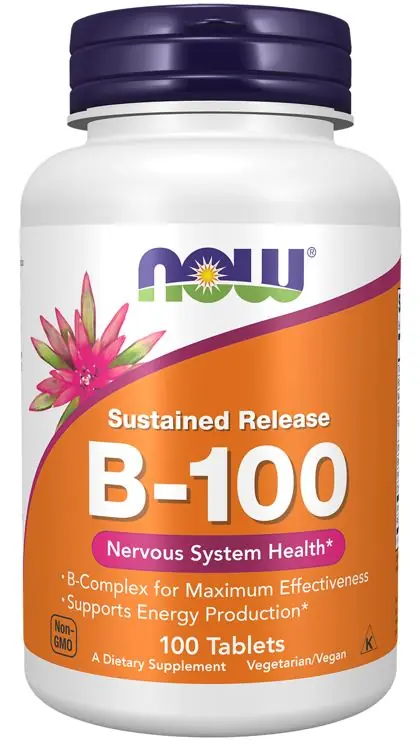 NOW®
Sustained Release
B-100
Nervous System Health*
·B-Complex for Maximum Effectiveness
·Supports Energy Production*
Non-
GMO
100 Tablets
A Dietary Supplement Vegetarian/Vegan
K